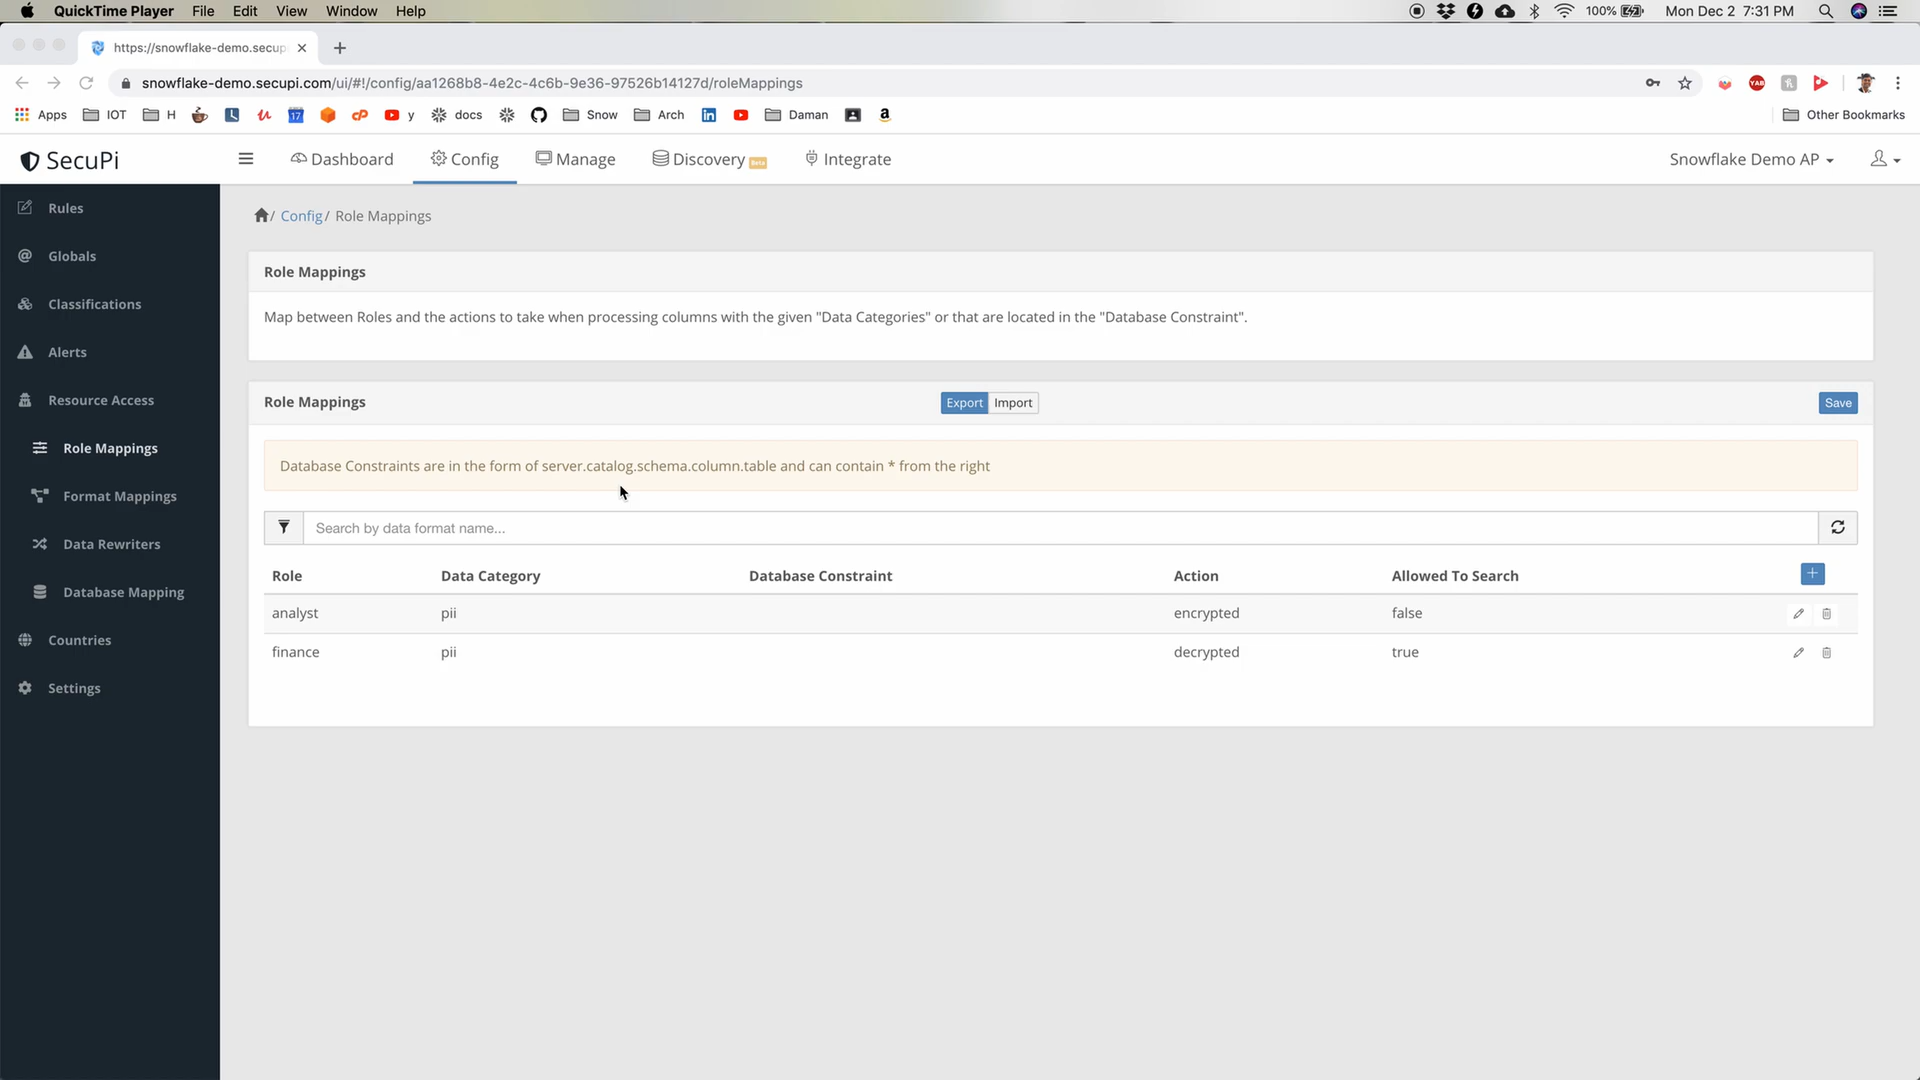 QuickTime Player File Edit View Window Help 100% Mon Dec 2 7:31 PM
https://snowflake-demo.secup
snowflake-demo.secupi.com/ui/#!/config/aa1268b8-4e2c-4c6b-9e36-97526b14127d/roleMappings
YAB
Apps IOT H 17 y docs Snow Arch Daman Other Bookmarks
SecuPi Dashboard Config Manage Discovery Beta Integrate Snowflake Demo AP
Rules
Globals
Classifications
Alerts
Resource Access
Role Mappings
Format Mappings
Data Rewriters
Database Mapping
Countries
Settings
/ Config/ Role Mappings
Role Mappings
Map between Roles and the actions to take when processing columns with the given "Data Categories" or that are located in the "Database Constraint".
Role Mappings Export Import Save
Database Constraints are in the form of server.catalog.schema.column.table and can contain * from the right
Search by data format name...
Role Data Category Database Constraint Action Allowed To Search
analyst pii encrypted false
finance pii decrypted true